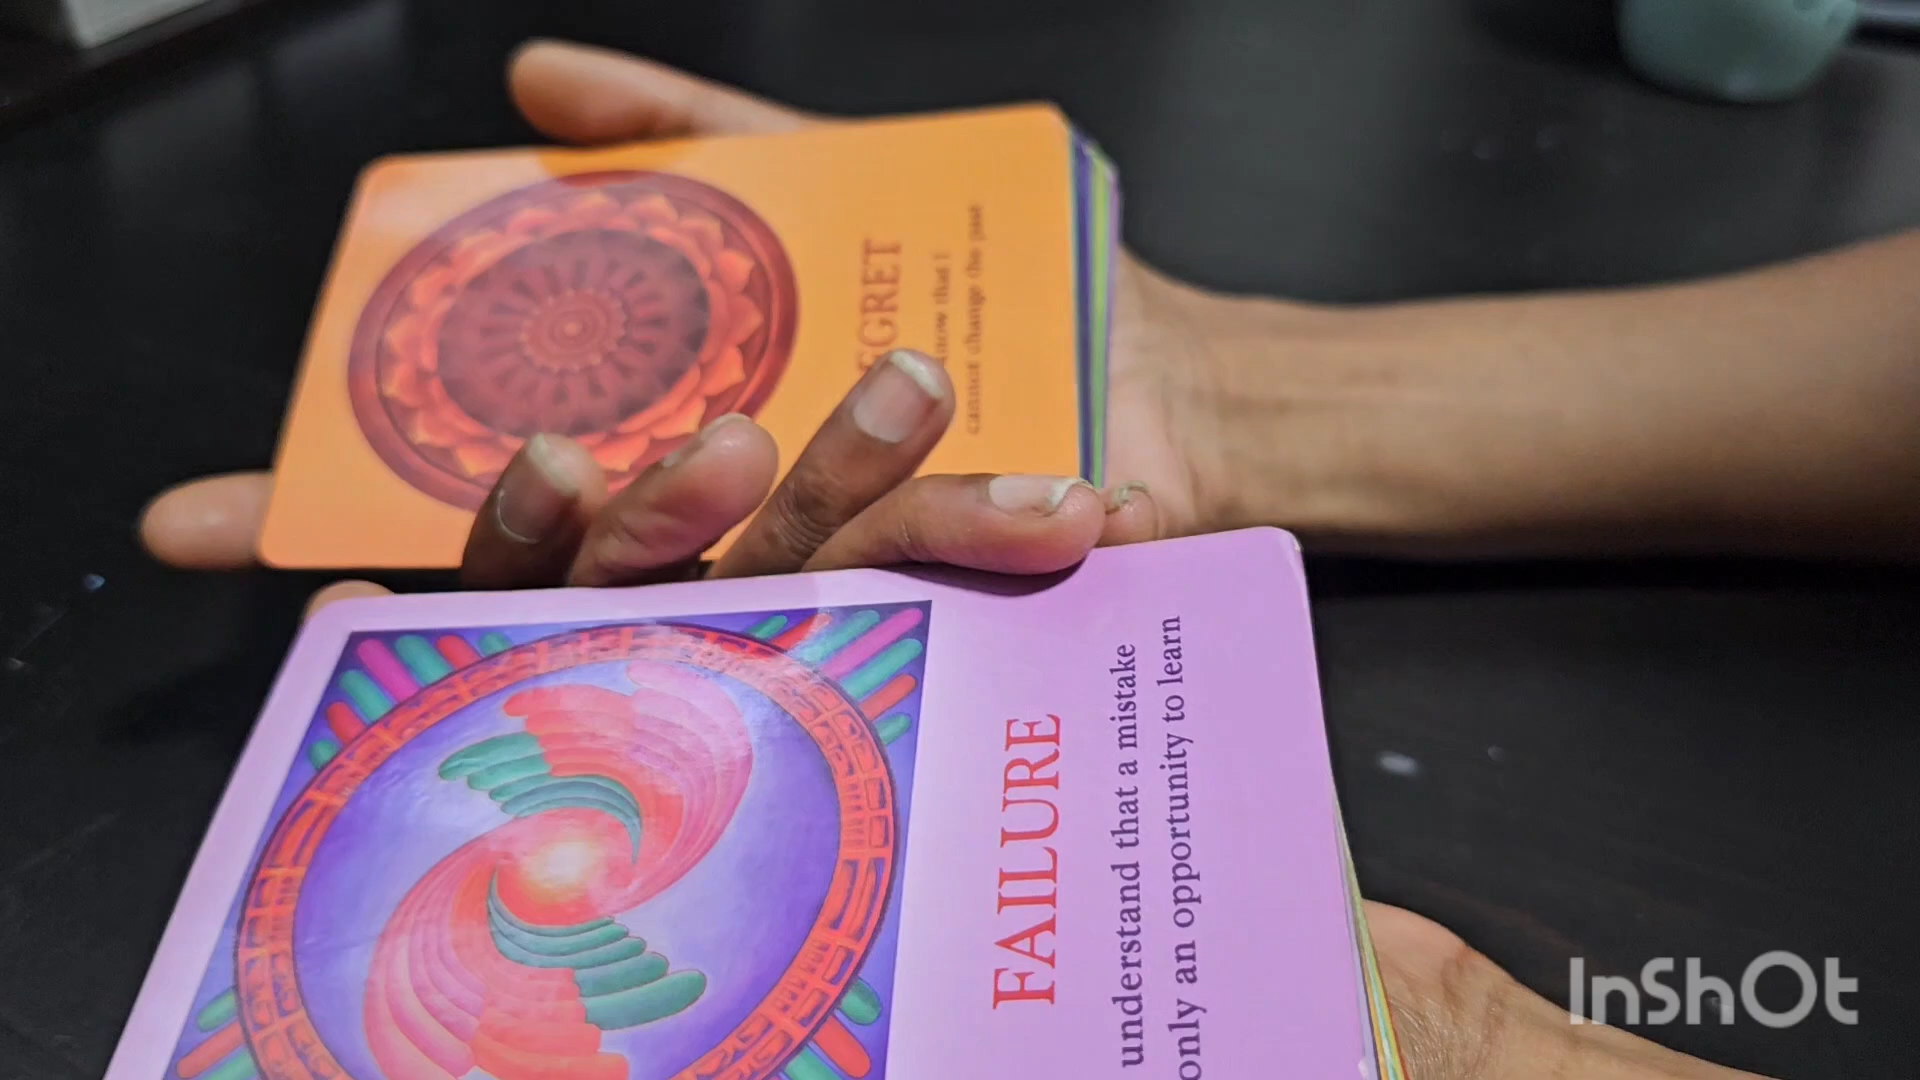 EGRET
know that I
cannot change the past
FAILURE
understand that a mistake
only an opportunity to learn
InShOt